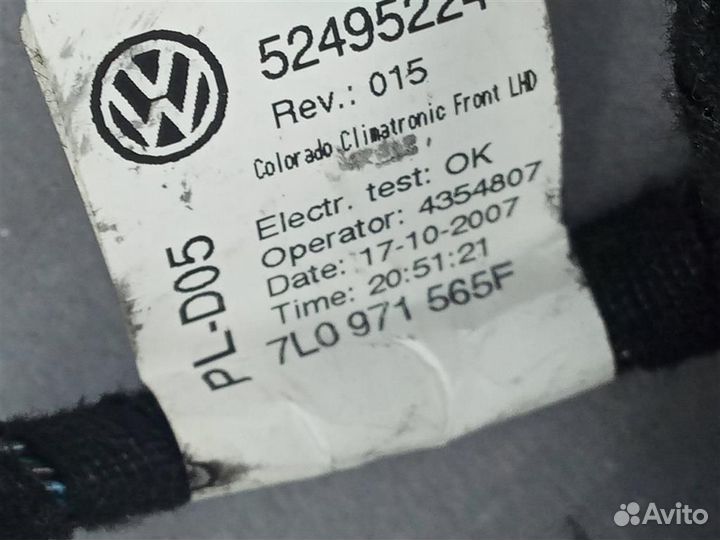 52495224
Rev.: 015
Colorado Climatronic Front LHD
Electr. test: OK
Operator: 4354807
Date: 17-10-2007
Time: 20:51:21
7L0 971 565F
PL-D05
Avito